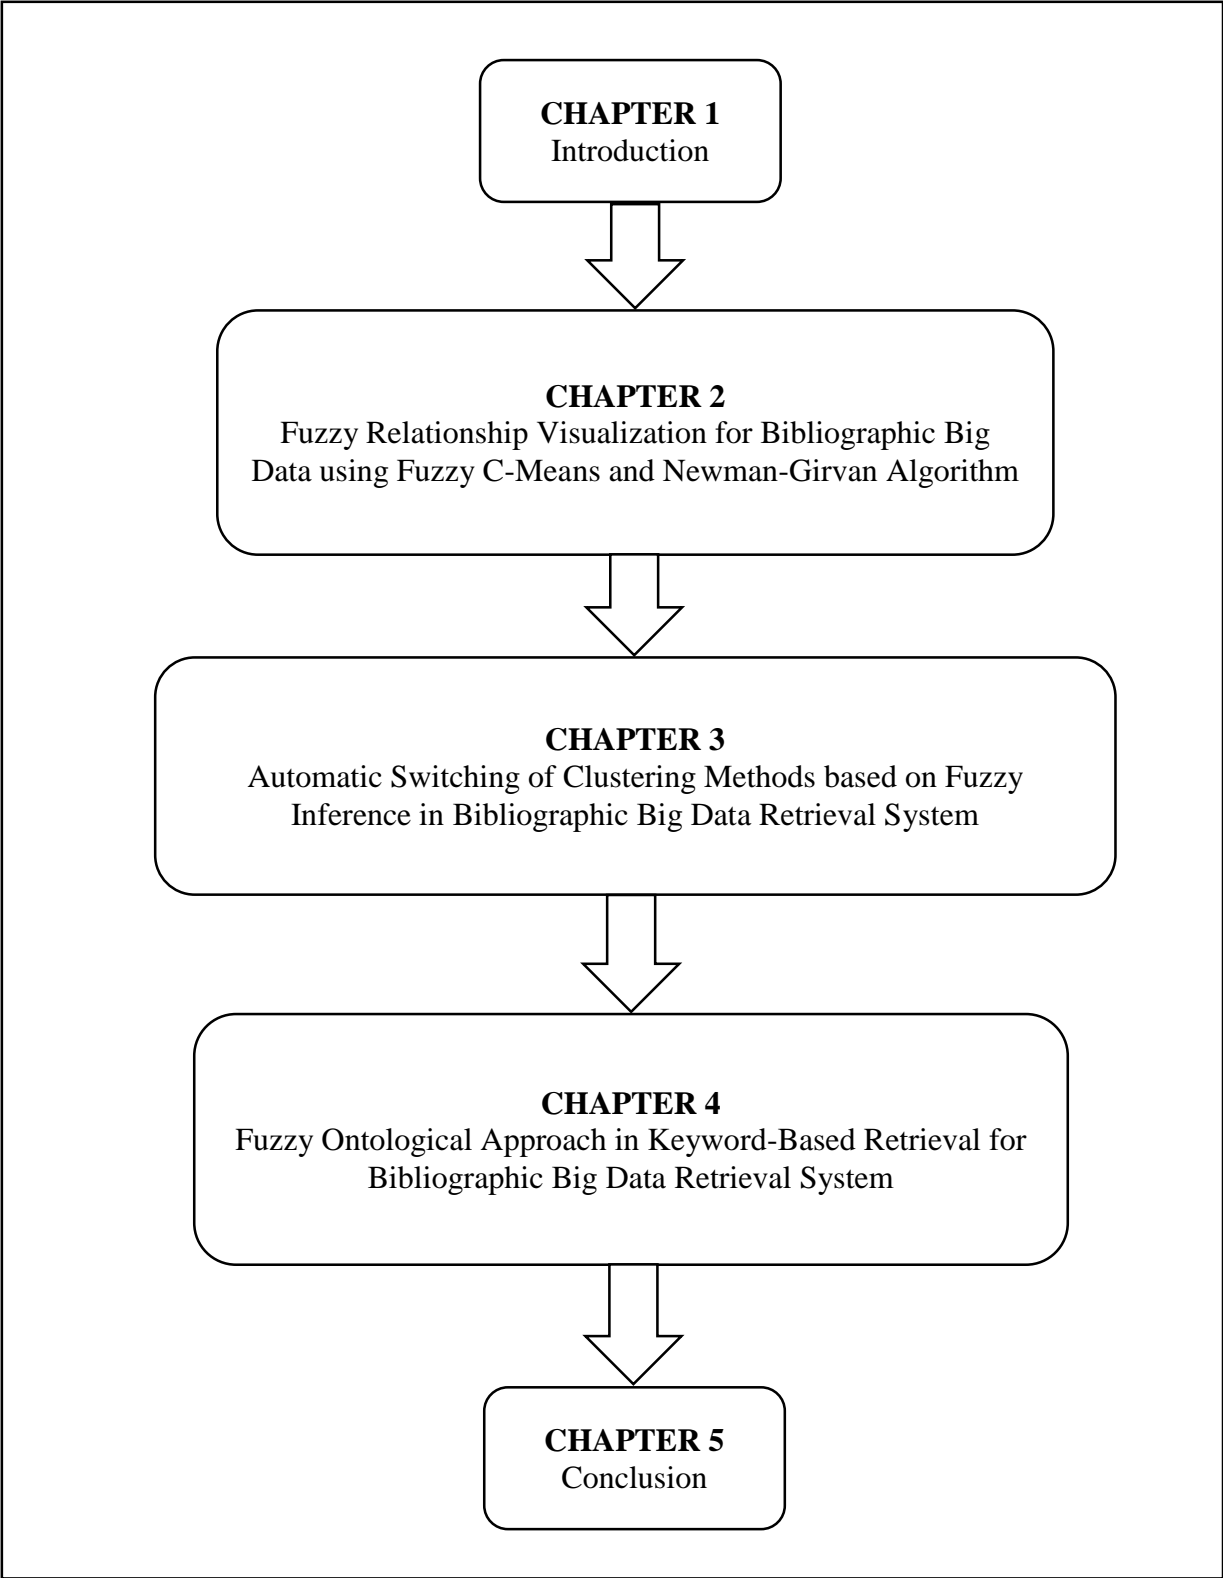 CHAPTER 1
Introduction
CHAPTER 2
Fuzzy Relationship Visualization for Bibliographic Big
Data using Fuzzy C-Means and Newman-Girvan Algorithm
CHAPTER 3
Automatic Switching of Clustering Methods based on Fuzzy
Inference in Bibliographic Big Data Retrieval System
CHAPTER 4
Fuzzy Ontological Approach in Keyword-Based Retrieval for
Bibliographic Big Data Retrieval System
CHAPTER 5
Conclusion